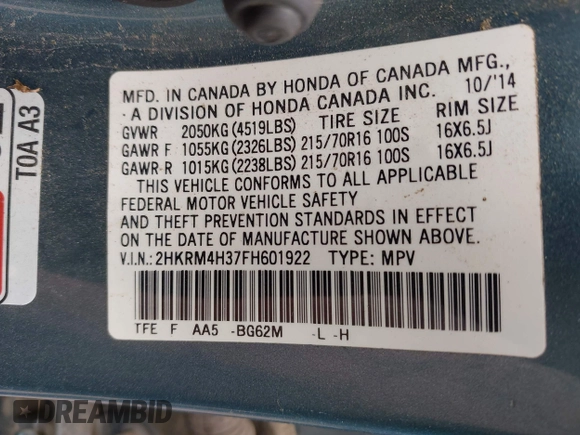 MFD. IN CANADA BY HONDA OF CANADA MFG.,
· A DIVISION OF HONDA CANADA INC. 10/'14
GVWR 2050KG(4519LBS) TIRE SIZE RIM SIZE
GAWR F 1055KG(2326LBS) 215/70R16 100S 16X6.5J
GAWR R 1015KG(2238LBS) 215/70R16 100S 16X6.5J
THIS VEHICLE CONFORMS TO ALL APPLICABLE
FEDERAL MOTOR VEHICLE SAFETY
AND THEFT PREVENTION STANDARDS IN EFFECT
ON THE DATE OF MANUFACTURE SHOWN ABOVE.
V.I.N.: 2HKRM4H37FH601922 TYPE: MPV
TFE F AA5 -BG62M -L -H
T0A A3
DREAMBID